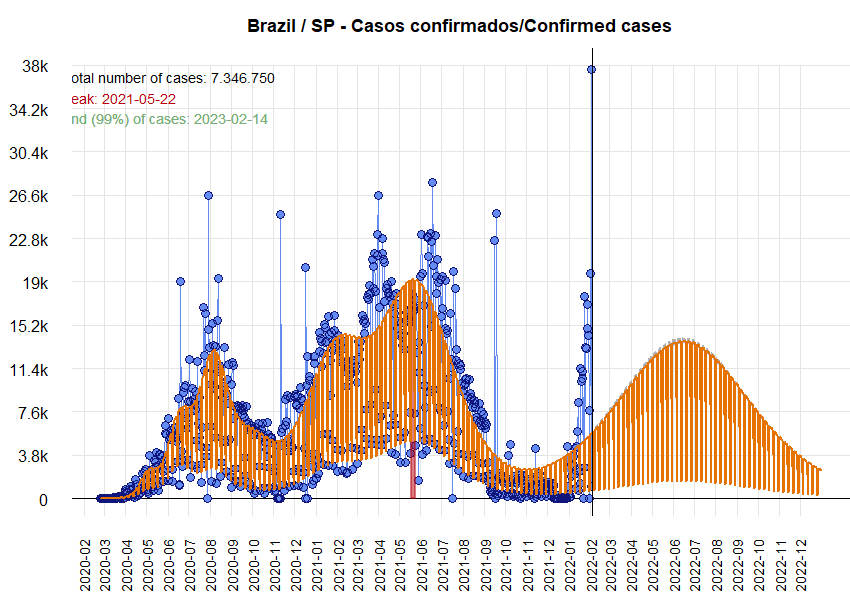 Brazil / SP - Casos confirmados/Confirmed cases
38k
otal number of cases: 7.346.750
eak: 2021-05-22
34.2k
nd (99%) of cases: 2023-02-14
30.4k
26.6k
22.8k
19k
15.2k
11.4k
7.6k
3.8k
0
2020-02
2020-03
2020-04
2020-05
2020-06
2020-07
2020-08
2020-09
2020-10
2020-11
2020-12
2021-01
2021-02
2021-03
2021-04
2021-05
2021-06
2021-07
2021-08
2021-09
2021-10
2021-11
2021-12
2022-01
2022-02
2022-03
2022-04
2022-05
2022-06
2022-07
2022-08
2022-09
2022-10
2022-11
2022-12